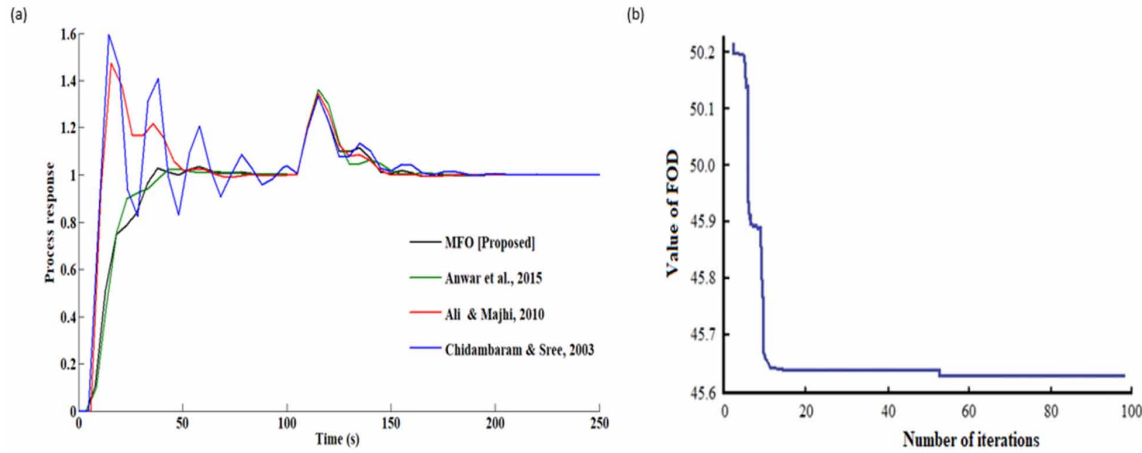 (a)
1.6
1.4
1.2
1
0.8
0.6
0.4
0.2
0
0
50
100
150
200
250
Process response
Time (s)
MFO [Proposed]
Anwar et al., 2015
Ali & Majhi, 2010
Chidambaram & Sree, 2003
(b)
50.2
50.1
50.0
45.9
45.8
45.7
45.6
0
20
40
60
80
100
Value of FOD
Number of iterations